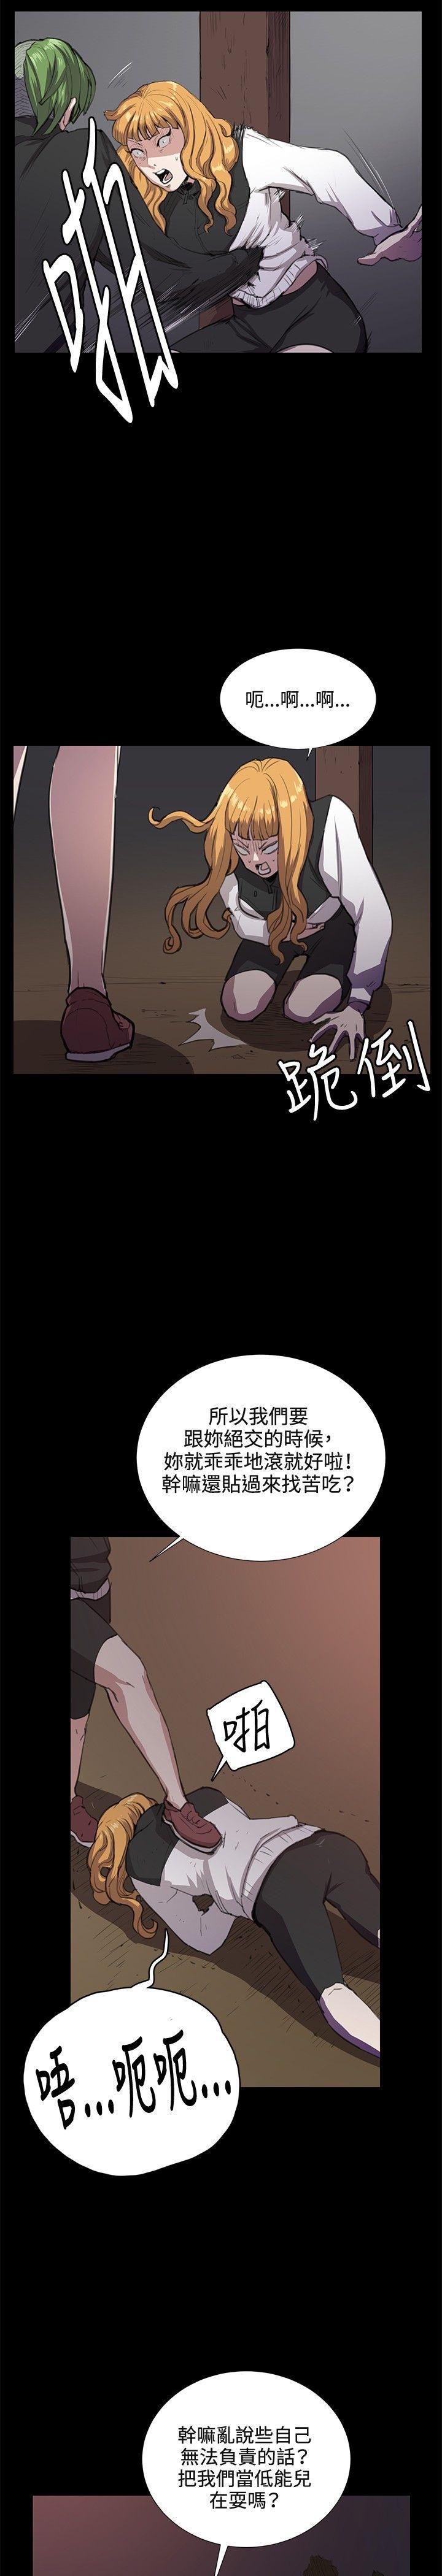 啪
呃…啊…啊…
跪倒
所以我們要
跟妳絕交的時候，
妳就乖乖地滾就好啦！
幹嘛還貼過來找苦吃？
啪
唔…呃呃…
幹嘛亂說些自己
無法負責的話？
把我們當低能兒
在耍嗎？